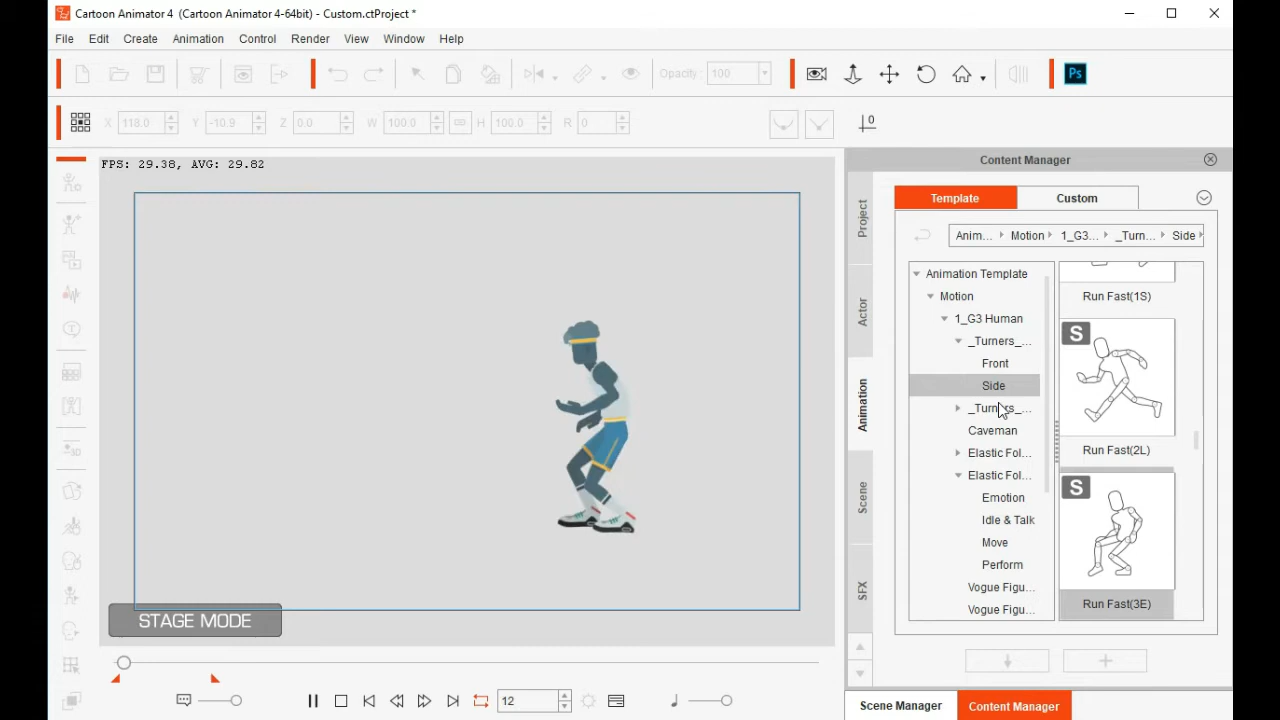 Cartoon Animator 4 (Cartoon Animator 4-64bit) - Custom.ctProject *
File Edit Create Animation Control Render View Window Help
Opacity : 100
Ps
X 118.0 Y -10.9 Z 0.0 W 100.0 H 100.0 R 0
0
FPS: 29.38, AVG: 29.82
STAGE MODE
12
Content Manager
Template Custom
Anim... Motion 1_G3... _Turn... Side
Project
Actor
Animation
Scene
SFX
Animation Template
Motion
1_G3 Human
_Turners_...
Front
Side
_Turners_...
Caveman
Elastic Fol...
Elastic Fol...
Emotion
Idle & Talk
Move
Perform
Vogue Figu...
Vogue Figu...
Run Fast(1S)
S
Run Fast(2L)
S
Run Fast(3E)
Scene Manager Content Manager